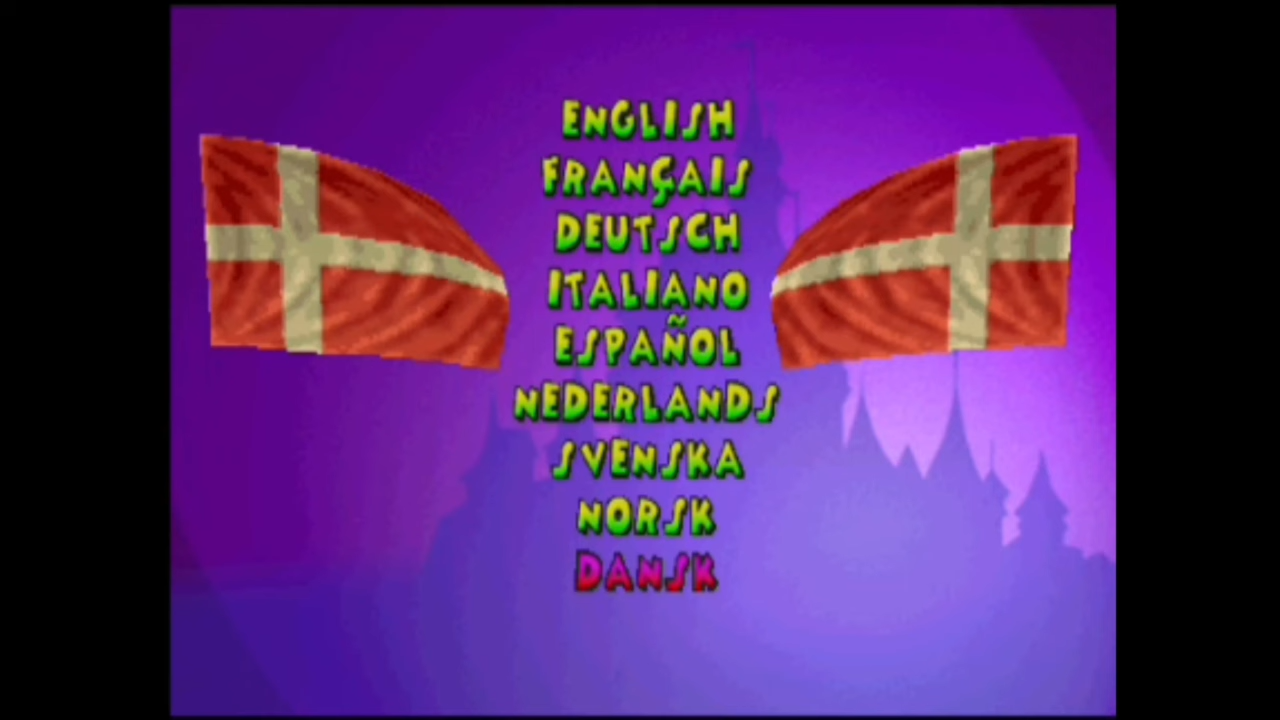 ENGLISH
FRANÇAIS
DEUTSCH
ITALIANO
ESPAÑOL
NEDERLANDS
SVENSKA
NORSK
DANSK